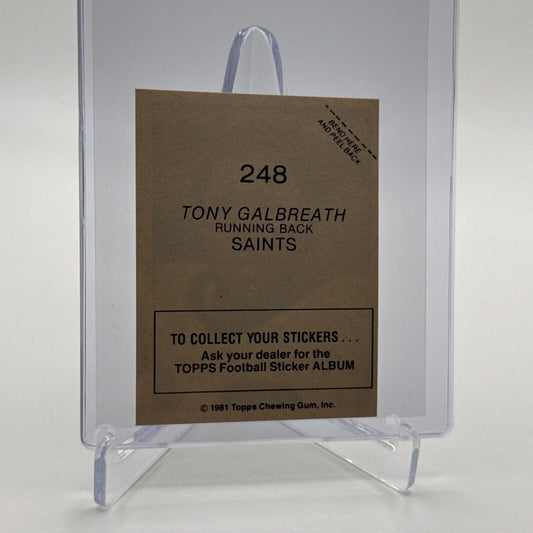 BEND HERE
AND PEEL BACK
248
TONY GALBREATH
RUNNING BACK
SAINTS
TO COLLECT YOUR STICKERS . . .
Ask your dealer for the
TOPPS Football Sticker ALBUM
© 1981 Topps Chewing Gum, Inc.